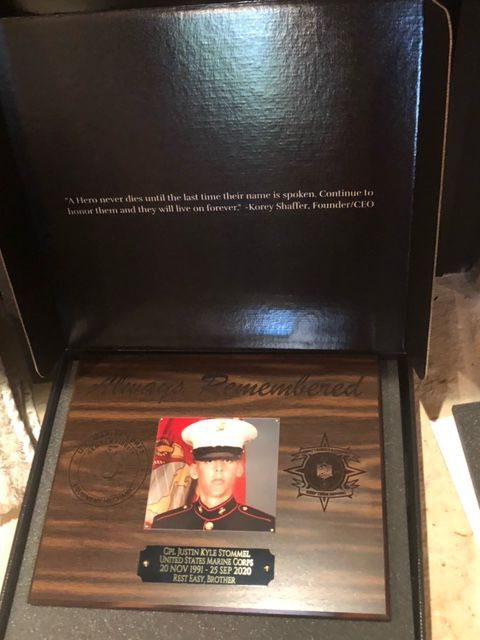 "A Hero never dies until the last time their name is spoken. Continue to
honor them and they will live on forever." -Korey Shaffer, Founder/CEO
Always Remembered
CPL JUSTIN KYLE STOMMEL
UNITED STATES MARINE CORPS
20 NOV 1991 - 25 SEP 2020
REST EASY, BROTHER